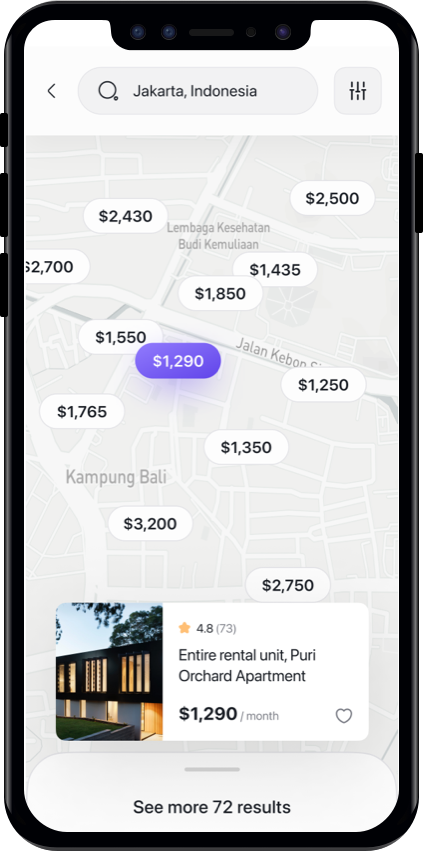 Jakarta, Indonesia
$2,500
$2,430
Lembaga Kesehatan
Budi Kemuliaan
$2,700
$1,435
$1,850
$1,550
Jalan Kebon
$1,290
$1,250
$1,765
$1,350
Kampung Bali
$3,200
$2,750
4.8 (73)
Entire rental unit, Puri
Orchard Apartment
$1,290 / month
See more 72 results